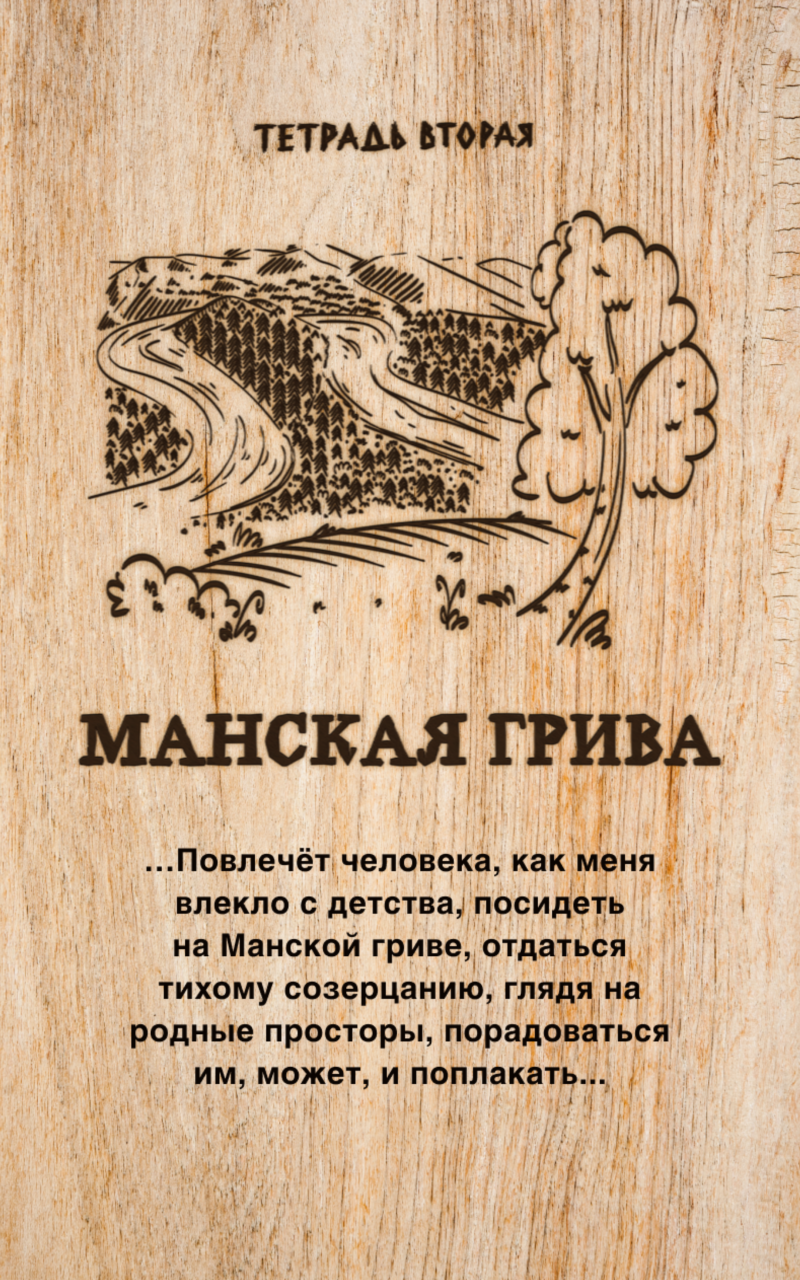 ТЕТРАДЬ ВТОРАЯ
МАНСКАЯ ГРИВА
...Повлечёт человека, как меня
влекло с детства, посидеть
на Манской гриве, отдаться
тихому созерцанию, глядя на
родные просторы, порадоваться
им, может, и поплакать...